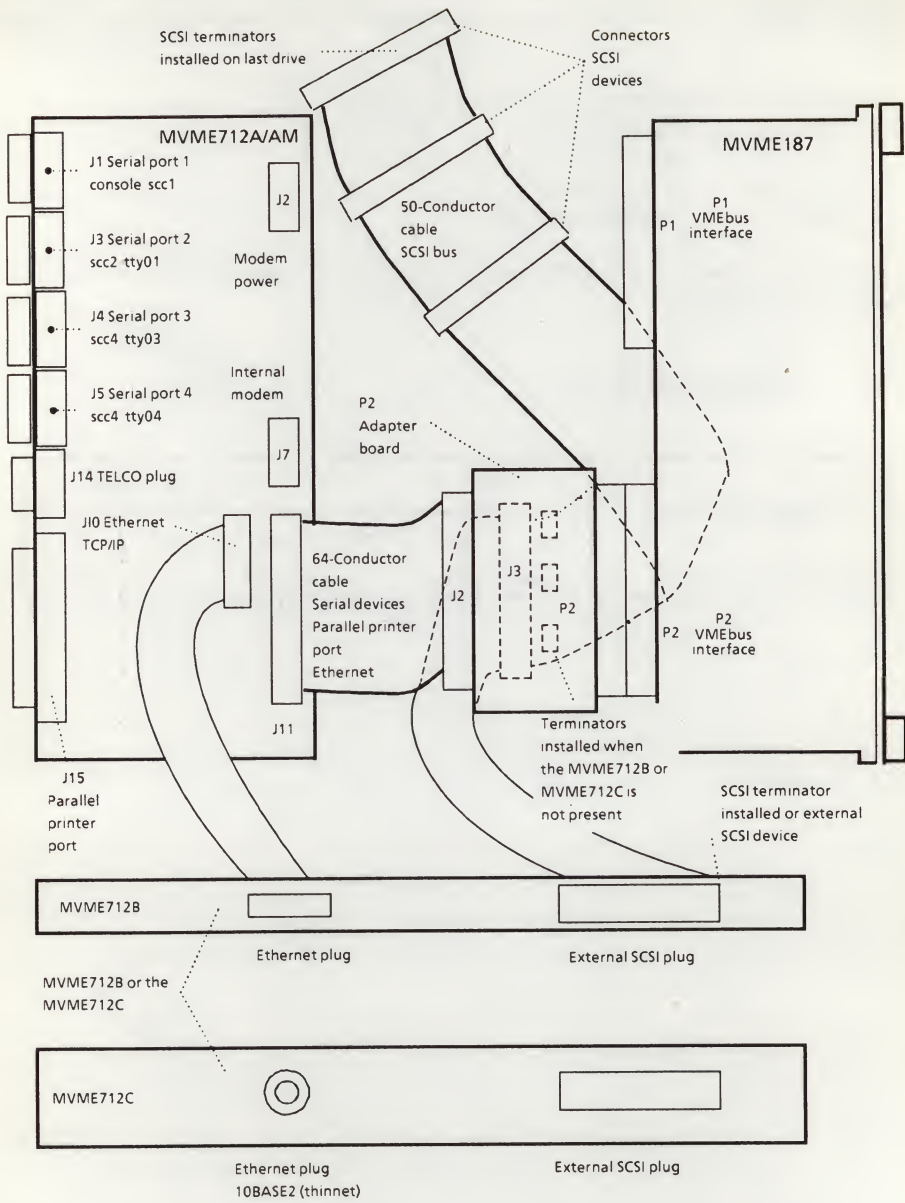 SCSI terminators
installed on last drive
Connectors
SCSI
devices
MVME712A/AM
J1 Serial port 1
console scc1
J2
J3 Serial port 2
scc2 tty01
Modem
power
J4 Serial port 3
scc4 tty03
J5 Serial port 4
scc4 tty04
Internal
modem
J7
J14 TELCO plug
J10 Ethernet
TCP/IP
50-Conductor
cable
SCSI bus
MVME187
P1
P1
VMEbus
interface
P2
Adapter
board
64-Conductor
cable
Serial devices
Parallel printer
port
Ethernet
J2
J3
P2
P2
P2
VMEbus
interface
J11
J15
Parallel
printer
port
Terminators
installed when
the MVME712B or
MVME712C is
not present
SCSI terminator
installed or external
SCSI device
MVME712B
Ethernet plug
External SCSI plug
MVME712B or the
MVME712C
MVME712C
Ethernet plug
10BASE2 (thinnet)
External SCSI plug